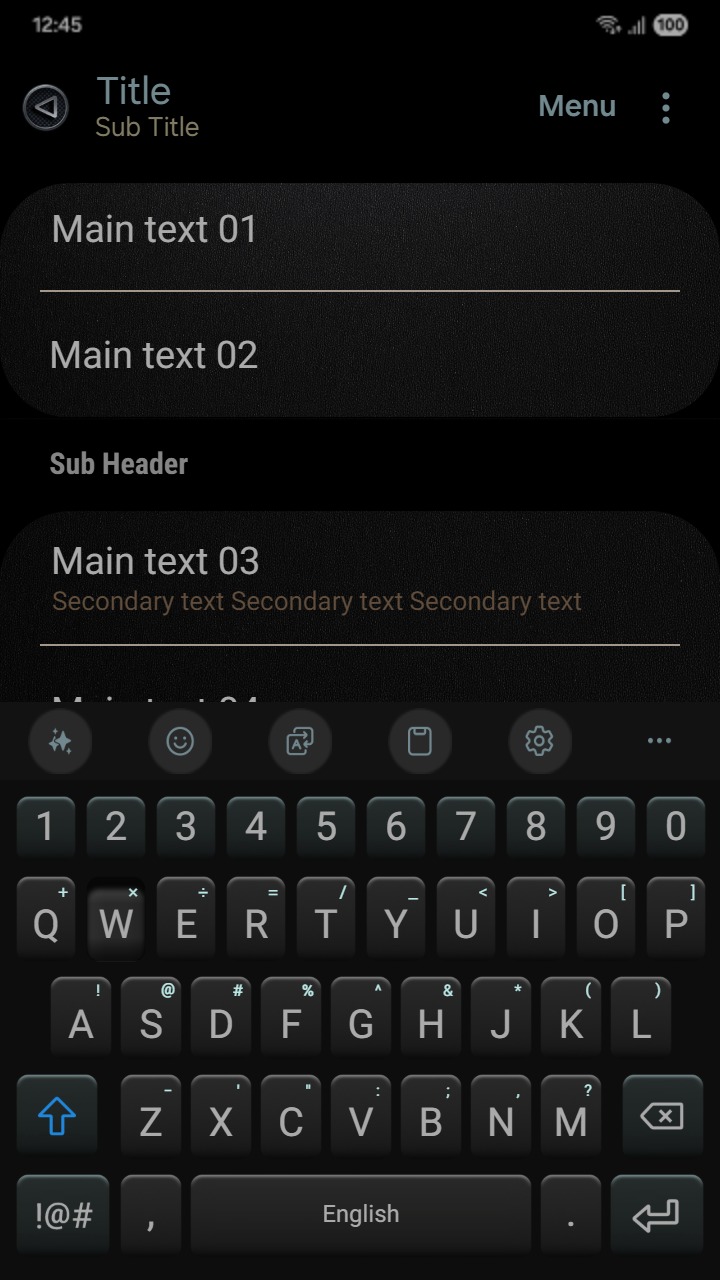 12:45
100
Title
Sub Title
Menu
Main text 01
Main text 02
Sub Header
Main text 03
Secondary text Secondary text Secondary text
1 2 3 4 5 6 7 8 9 0
+ × ÷ = / _ < > [ ]
Q W E R T Y U I O P
! @ # % ^ & * ( )
A S D F G H J K L
- ' " : ; , ?
Z X C V B N M
!@# , English .